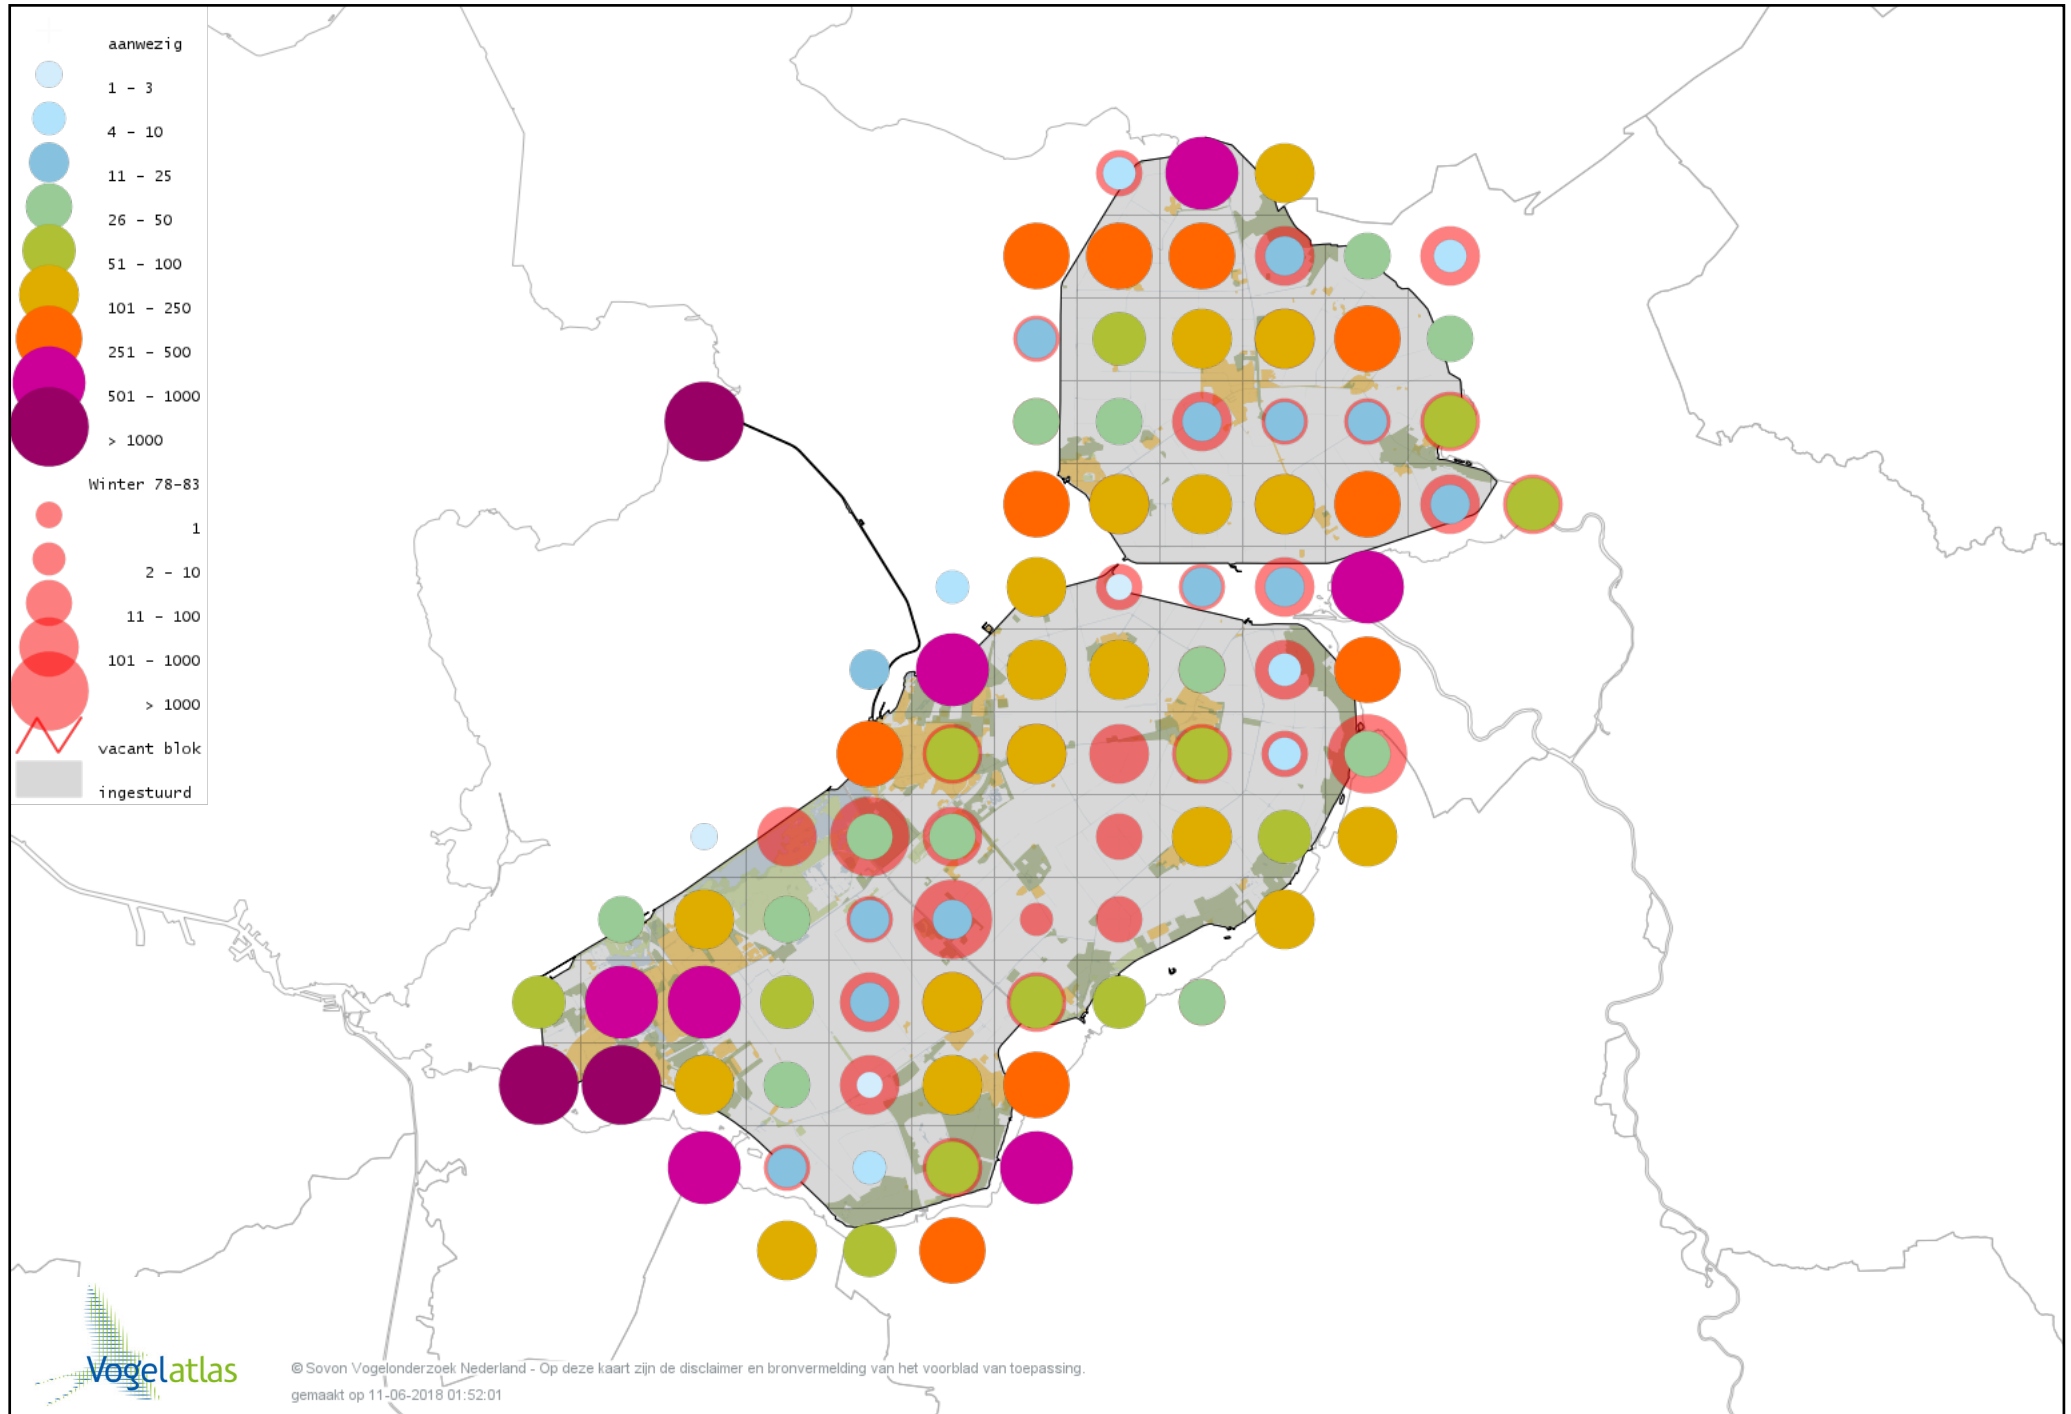 aanwezig
1 - 3
4 - 10
11 - 25
26 - 50
51 - 100
101 - 250
251 - 500
501 - 1000
> 1000
Winter 78-83
1
2 - 10
11 - 100
101 - 1000
> 1000
vacant blok
ingestuurd
Vogelatlas
© Sovon Vogelonderzoek Nederland - Op deze kaart zijn de disclaimer en bronvermelding van het voorblad van toepassing.
gemaakt op 11-06-2018 01:52:01